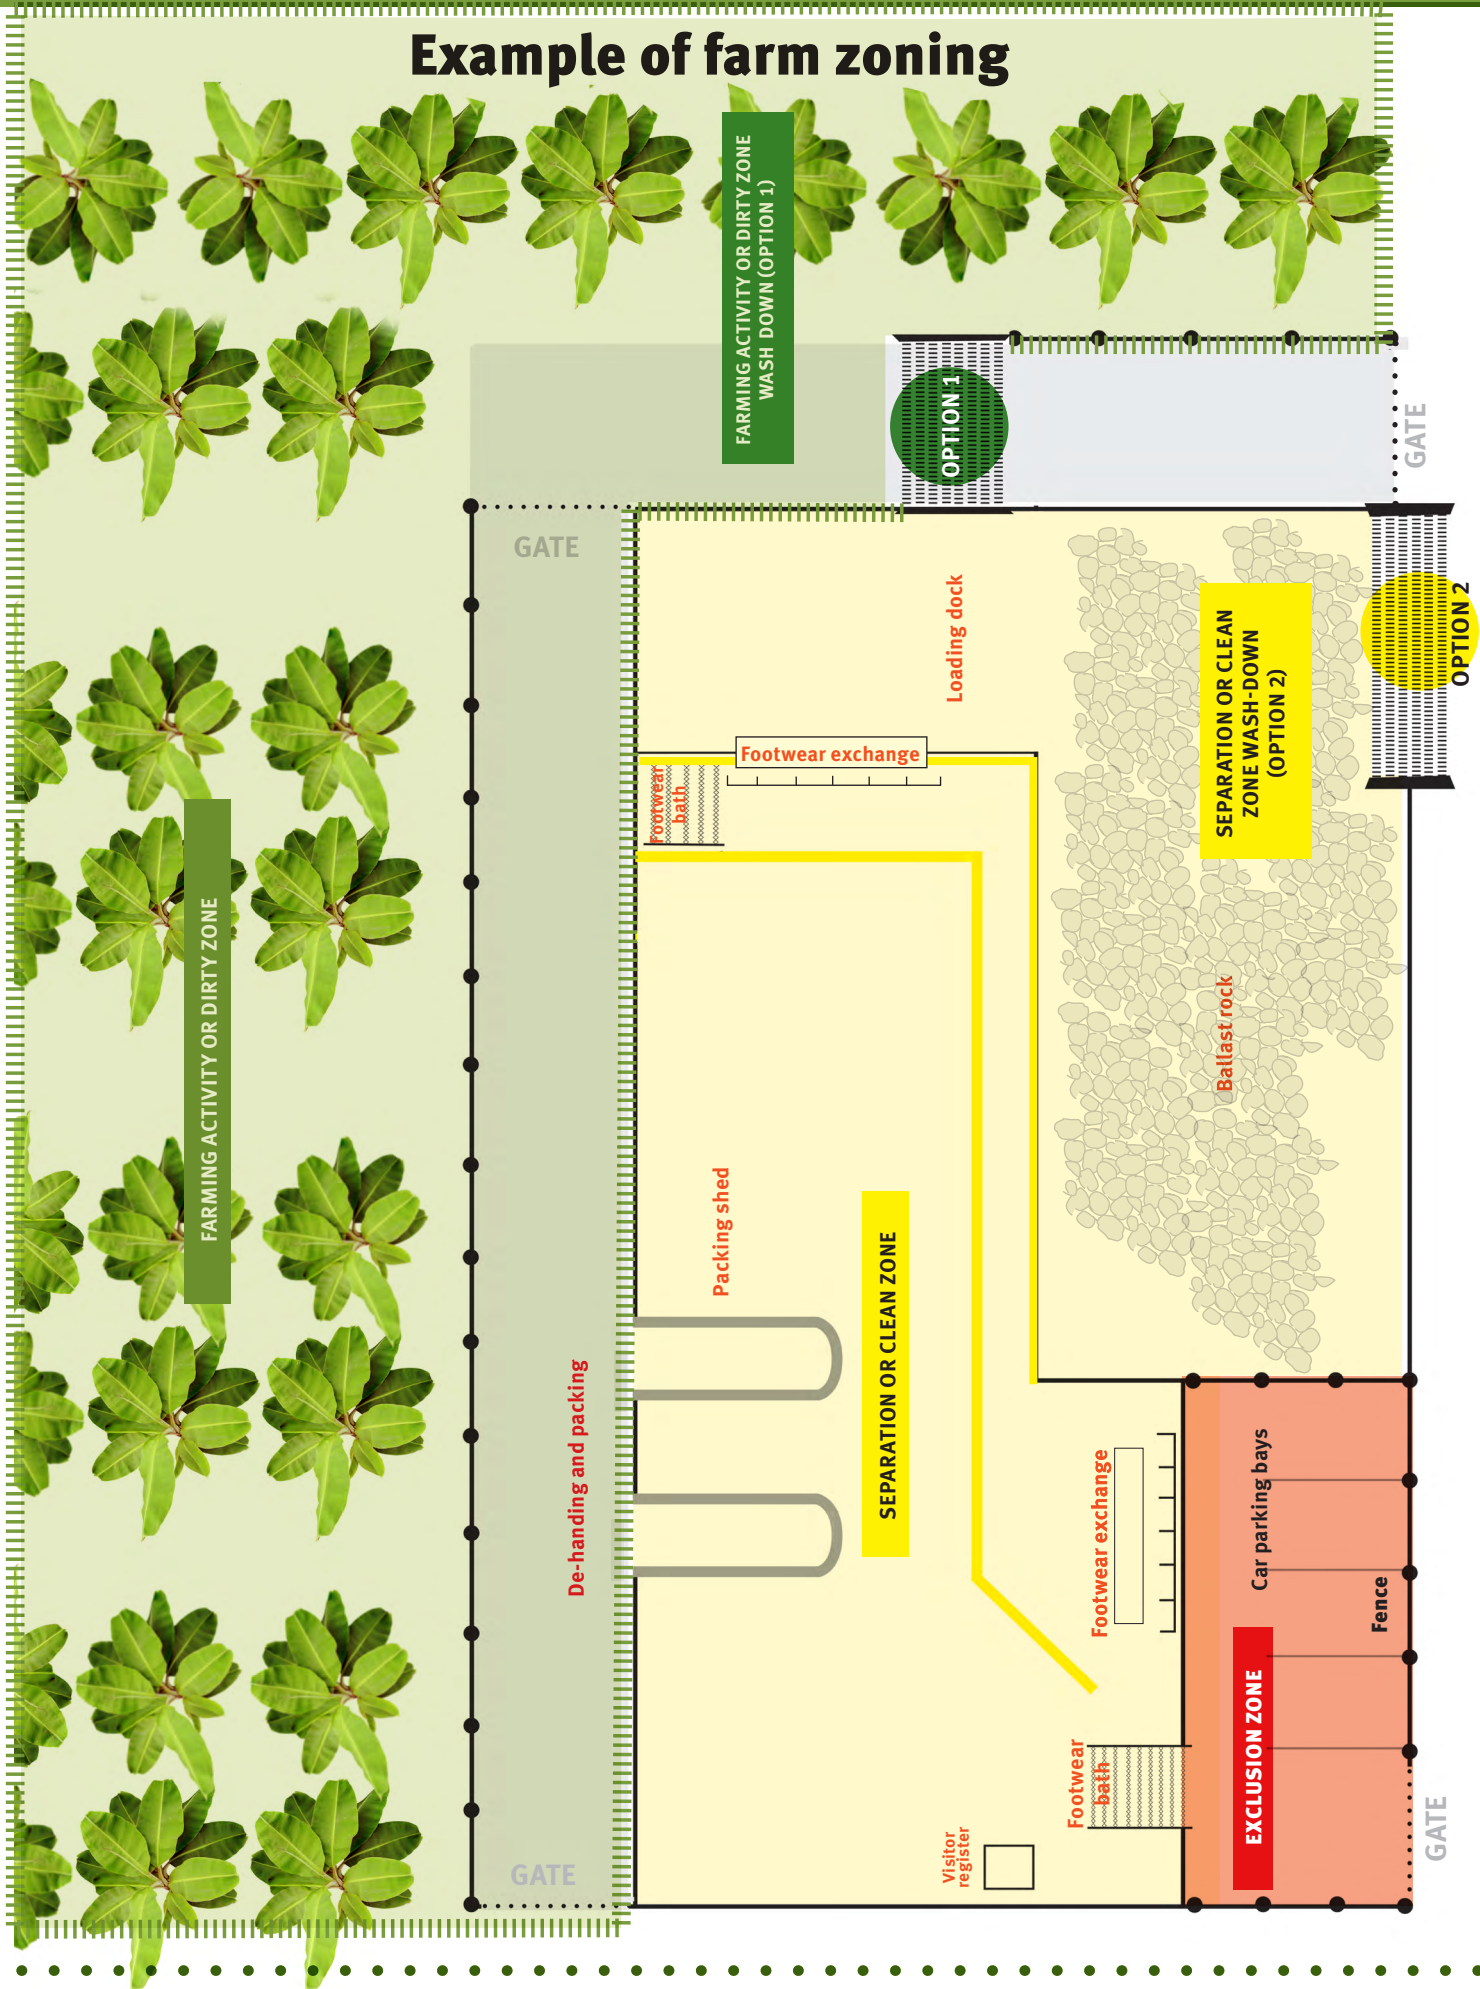 Example of farm zoning
FARMING ACTIVITY OR DIRTY ZONE
WASH DOWN (OPTION 1)
OPTION 1
GATE
GATE
OPTION 2
Loading dock
SEPARATION OR CLEAN
ZONE WASH-DOWN
(OPTION 2)
Footwear exchange
Footwear
bath
FARMING ACTIVITY OR DIRTY ZONE
Ballast rock
Packing shed
SEPARATION OR CLEAN ZONE
De-handing and packing
Footwear exchange
Car parking bays
Fence
EXCLUSION ZONE
Footwear
bath
Visitor
register
GATE
GATE